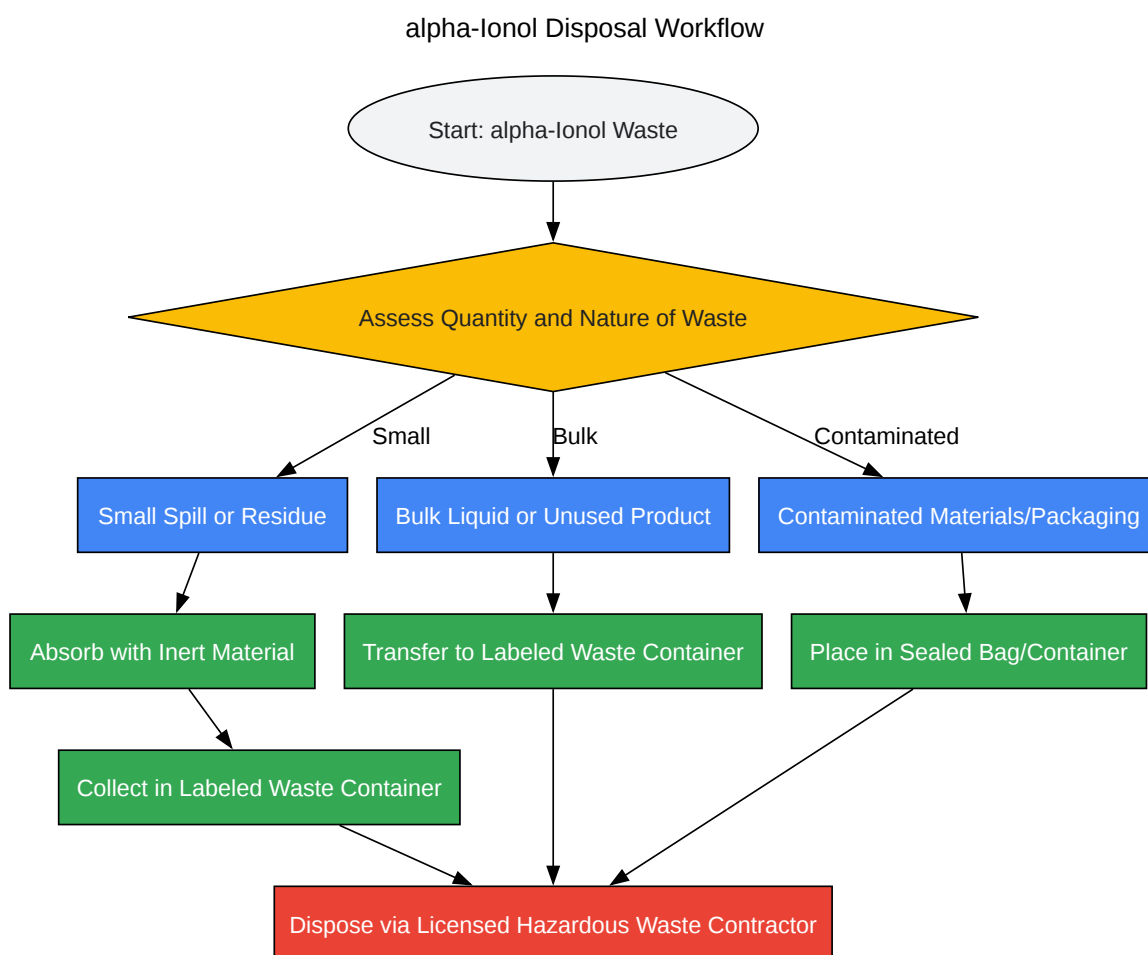 alpha-Ionol Disposal Workflow
Start: alpha-Ionol Waste
Assess Quantity and Nature of Waste
Small
Bulk
Contaminated
Small Spill or Residue
Bulk Liquid or Unused Product
Contaminated Materials/Packaging
Absorb with Inert Material
Transfer to Labeled Waste Container
Place in Sealed Bag/Container
Collect in Labeled Waste Container
Dispose via Licensed Hazardous Waste Contractor